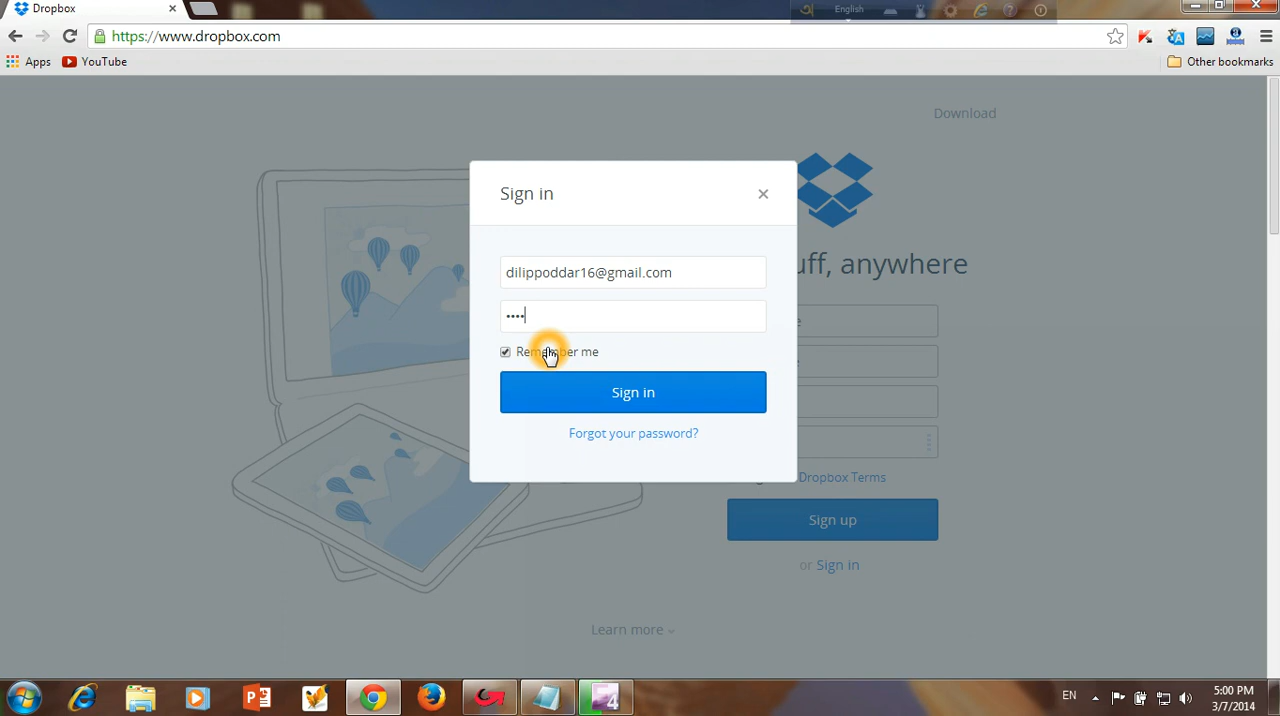 Dropbox
English
https://www.dropbox.com
Apps YouTube Other bookmarks
Download
Sign in
uff, anywhere
dilippoddar16@gmail.com
••••
Remember me
Sign in
Forgot your password?
Dropbox Terms
Sign up
or Sign in
Learn more
EN
5:00 PM
3/7/2014